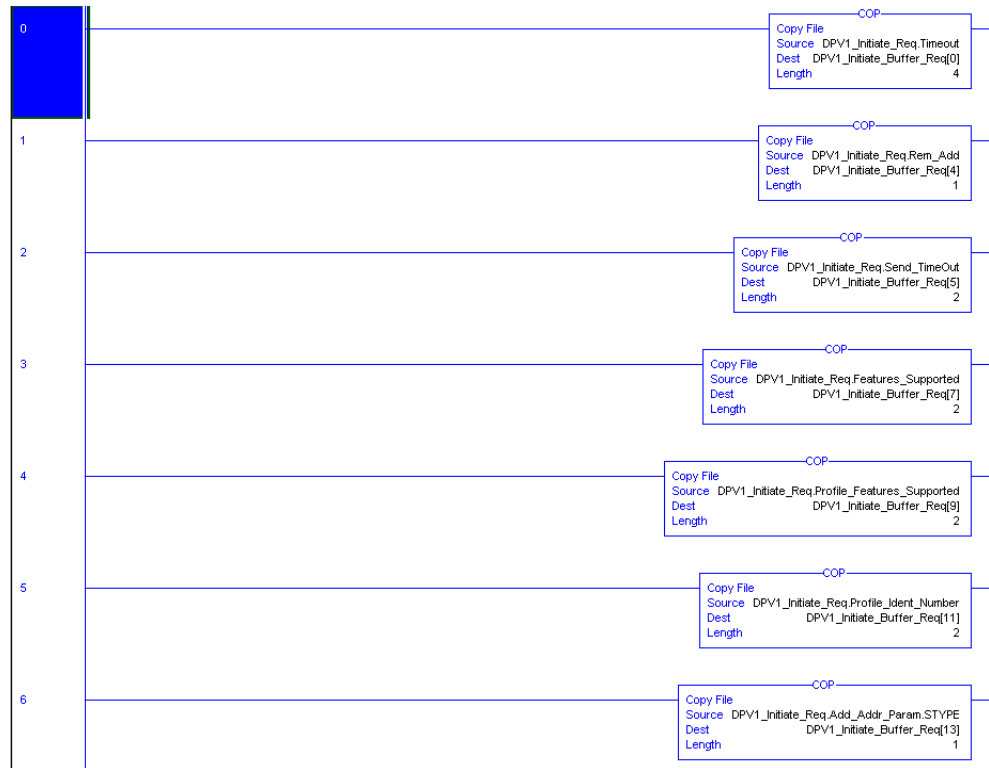 0
COP
Copy File
Source DPV1_Initiate_Req.Timeout
Dest DPV1_Initiate_Buffer_Req[0]
Length 4
1
COP
Copy File
Source DPV1_Initiate_Req.Rem_Add
Dest DPV1_Initiate_Buffer_Req[4]
Length 1
2
COP
Copy File
Source DPV1_Initiate_Req.Send_TimeOut
Dest DPV1_Initiate_Buffer_Req[5]
Length 2
3
COP
Copy File
Source DPV1_Initiate_Req.Features_Supported
Dest DPV1_Initiate_Buffer_Req[7]
Length 2
4
COP
Copy File
Source DPV1_Initiate_Req.Profile_Features_Supported
Dest DPV1_Initiate_Buffer_Req[9]
Length 2
5
COP
Copy File
Source DPV1_Initiate_Req.Profile_Ident_Number
Dest DPV1_Initiate_Buffer_Req[11]
Length 2
6
COP
Copy File
Source DPV1_Initiate_Req.Add_Addr_Param.STYPE
Dest DPV1_Initiate_Buffer_Req[13]
Length 1